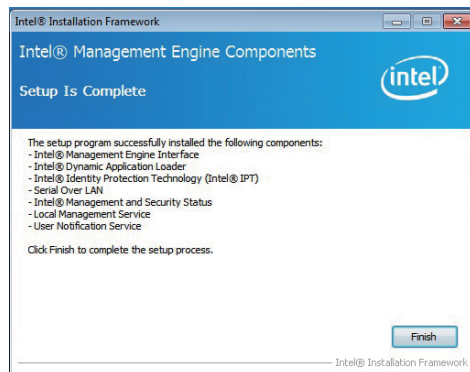 Intel® Installation Framework
Intel® Management Engine Components
Setup Is Complete
intel
The setup program successfully installed the following components:
- Intel® Management Engine Interface
- Intel® Dynamic Application Loader
- Intel® Identity Protection Technology (Intel® IPT)
- Serial Over LAN
- Intel® Management and Security Status
- Local Management Service
- User Notification Service
Click Finish to complete the setup process.
Finish
Intel® Installation Framework